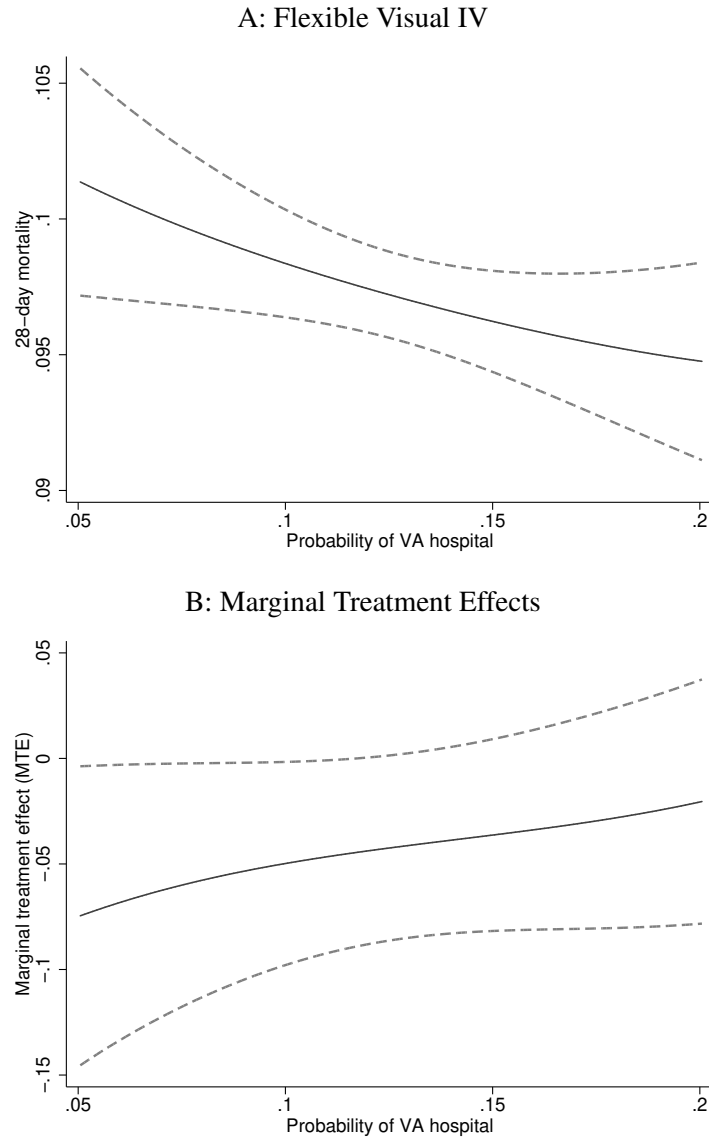 A: Flexible Visual IV
.105
.1
.095
.09
28−day mortality
.05 .1 .15 .2
Probability of VA hospital
B: Marginal Treatment Effects
.05
0
−.05
−.1
−.15
Marginal treatment effect (MTE)
.05 .1 .15 .2
Probability of VA hospital